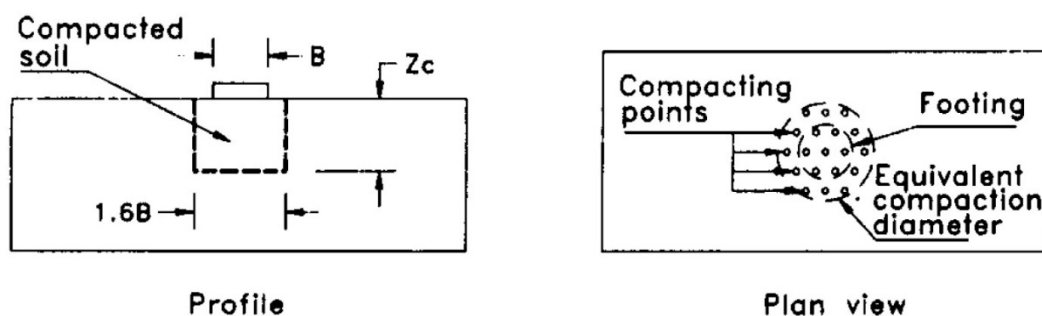 Compacted
soil
B
Zc
1.6B
Profile
Compacting
points
Footing
Equivalent
compaction
diameter
Plan view